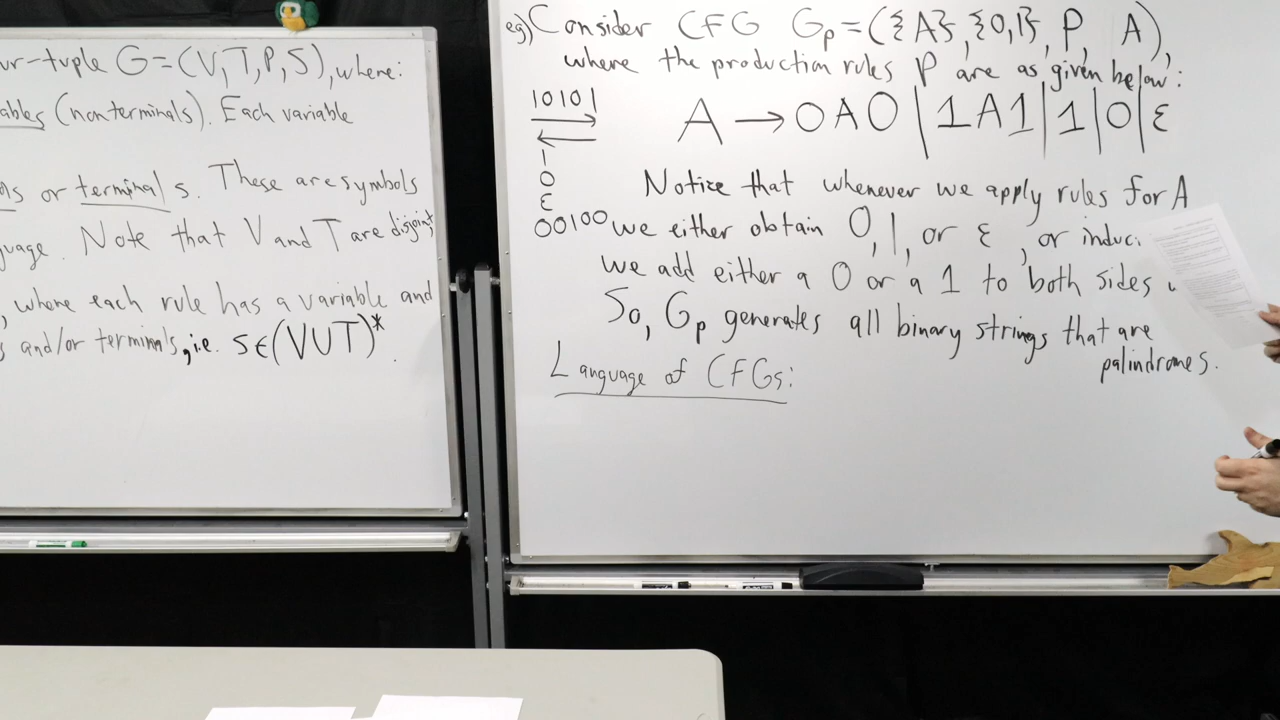 ur-tuple G=(V,T,P,S), where:
ables (nonterminals). Each variable
ls or terminals. These are symbols
uage. Note that V and T are disjoint
, where each rule has a variable and
s and/or terminals, i.e. S∈(VUT)*.
eg) Consider CFG Gp=({A},{0,1}, P, A),
where the production rules P are as given below:
10101
A → 0A0 | 1A1 | 1 | 0 | ε
1
0
ε
00100
Notice that whenever we apply rules for A
we either obtain 0, 1, or ε, or induc
we add either a 0 or a 1 to both sides
So, Gp generates all binary strings that are
palindromes.
Language of CFGs: